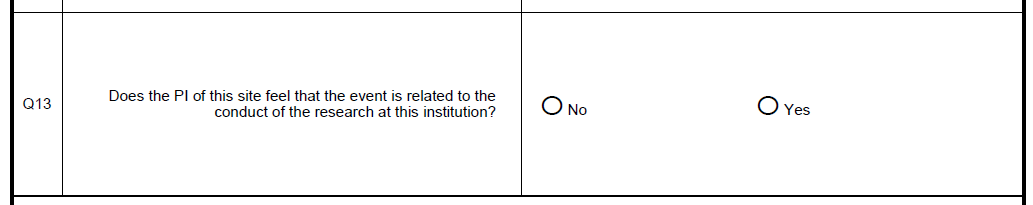 Q13
Does the PI of this site feel that the event is related to the
conduct of the research at this institution?
No
Yes